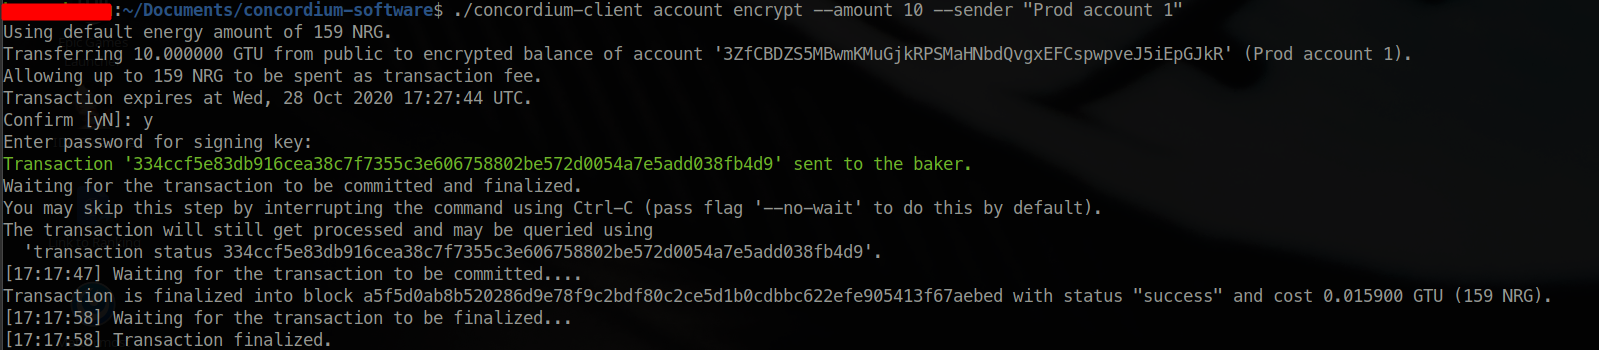 :~/Documents/concordium-software$ ./concordium-client account encrypt --amount 10 --sender "Prod account 1"
Using default energy amount of 159 NRG.
Transferring 10.000000 GTU from public to encrypted balance of account '3ZfCBDZS5MBwmKMuGjkRPSMaHNbdQvgxEFCspwpveJ5iEpGJkR' (Prod account 1).
Allowing up to 159 NRG to be spent as transaction fee.
Transaction expires at Wed, 28 Oct 2020 17:27:44 UTC.
Confirm [yN]: y
Enter password for signing key:
Transaction '334ccf5e83db916cea38c7f7355c3e606758802be572d0054a7e5add038fb4d9' sent to the baker.
Waiting for the transaction to be committed and finalized.
You may skip this step by interrupting the command using Ctrl-C (pass flag '--no-wait' to do this by default).
The transaction will still get processed and may be queried using
  'transaction status 334ccf5e83db916cea38c7f7355c3e606758802be572d0054a7e5add038fb4d9'.
[17:17:47] Waiting for the transaction to be committed....
Transaction is finalized into block a5f5d0ab8b520286d9e78f9c2bdf80c2ce5d1b0cdbbc622efe905413f67aebed with status "success" and cost 0.015900 GTU (159 NRG).
[17:17:58] Waiting for the transaction to be finalized...
[17:17:58] Transaction finalized.